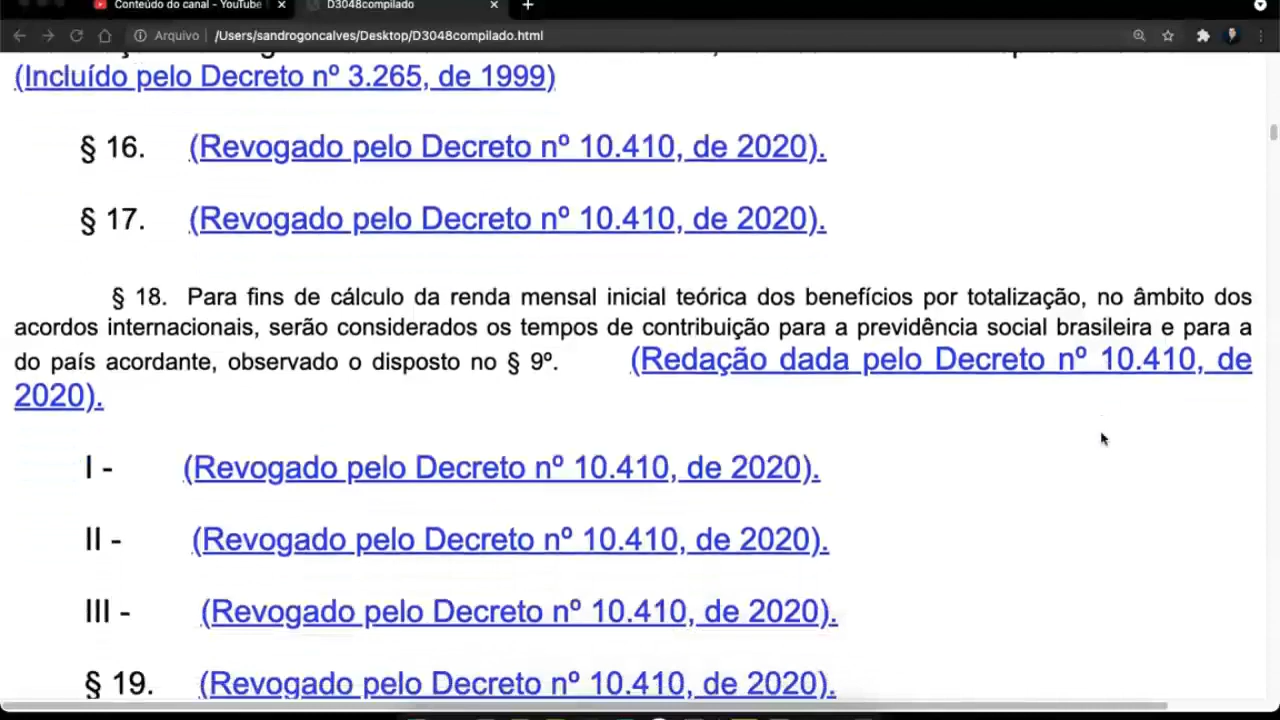 Conteúdo do canal - YouTube
D3048compilado
Arquivo | /Users/sandrogoncalves/Desktop/D3048compilado.html
(Incluído pelo Decreto nº 3.265, de 1999)
§ 16. (Revogado pelo Decreto nº 10.410, de 2020).
§ 17. (Revogado pelo Decreto nº 10.410, de 2020).
§ 18. Para fins de cálculo da renda mensal inicial teórica dos benefícios por totalização, no âmbito dos
acordos internacionais, serão considerados os tempos de contribuição para a previdência social brasileira e para a
do país acordante, observado o disposto no § 9º. (Redação dada pelo Decreto nº 10.410, de
2020).
I - (Revogado pelo Decreto nº 10.410, de 2020).
II - (Revogado pelo Decreto nº 10.410, de 2020).
III - (Revogado pelo Decreto nº 10.410, de 2020).
§ 19. (Revogado pelo Decreto nº 10.410, de 2020).